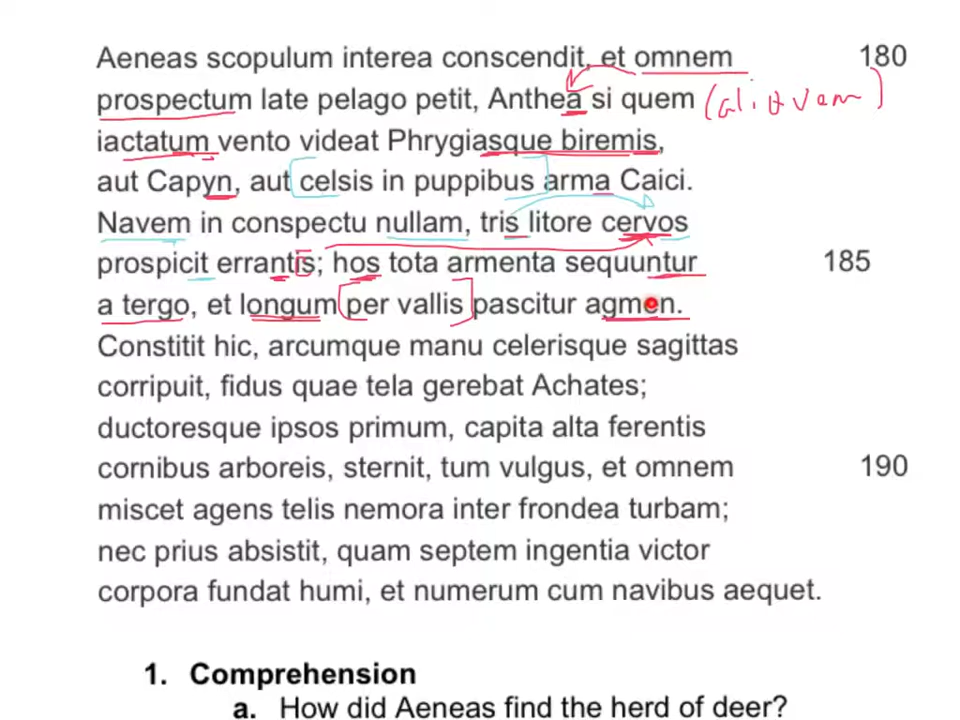 Aeneas scopulum interea conscendit, et omnem 180
prospectum late pelago petit, Anthea si quem (aliquem)
iactatum vento videat Phrygiasque biremis,
aut Capyn, aut celsis in puppibus arma Caici.
Navem in conspectu nullam, tris litore cervos
prospicit errantis; hos tota armenta sequuntur 185
a tergo, et longum per vallis pascitur agmen.
Constitit hic, arcumque manu celerisque sagittas
corripuit, fidus quae tela gerebat Achates;
ductoresque ipsos primum, capita alta ferentis
cornibus arboreis, sternit, tum vulgus, et omnem 190
miscet agens telis nemora inter frondea turbam;
nec prius absistit, quam septem ingentia victor
corpora fundat humi, et numerum cum navibus aequet.
1. Comprehension
a. How did Aeneas find the herd of deer?